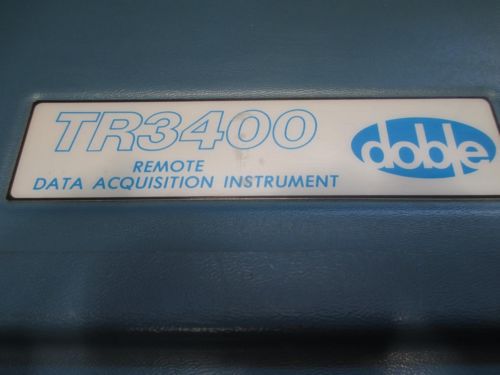 TR3400
REMOTE
DATA ACQUISITION INSTRUMENT
doble